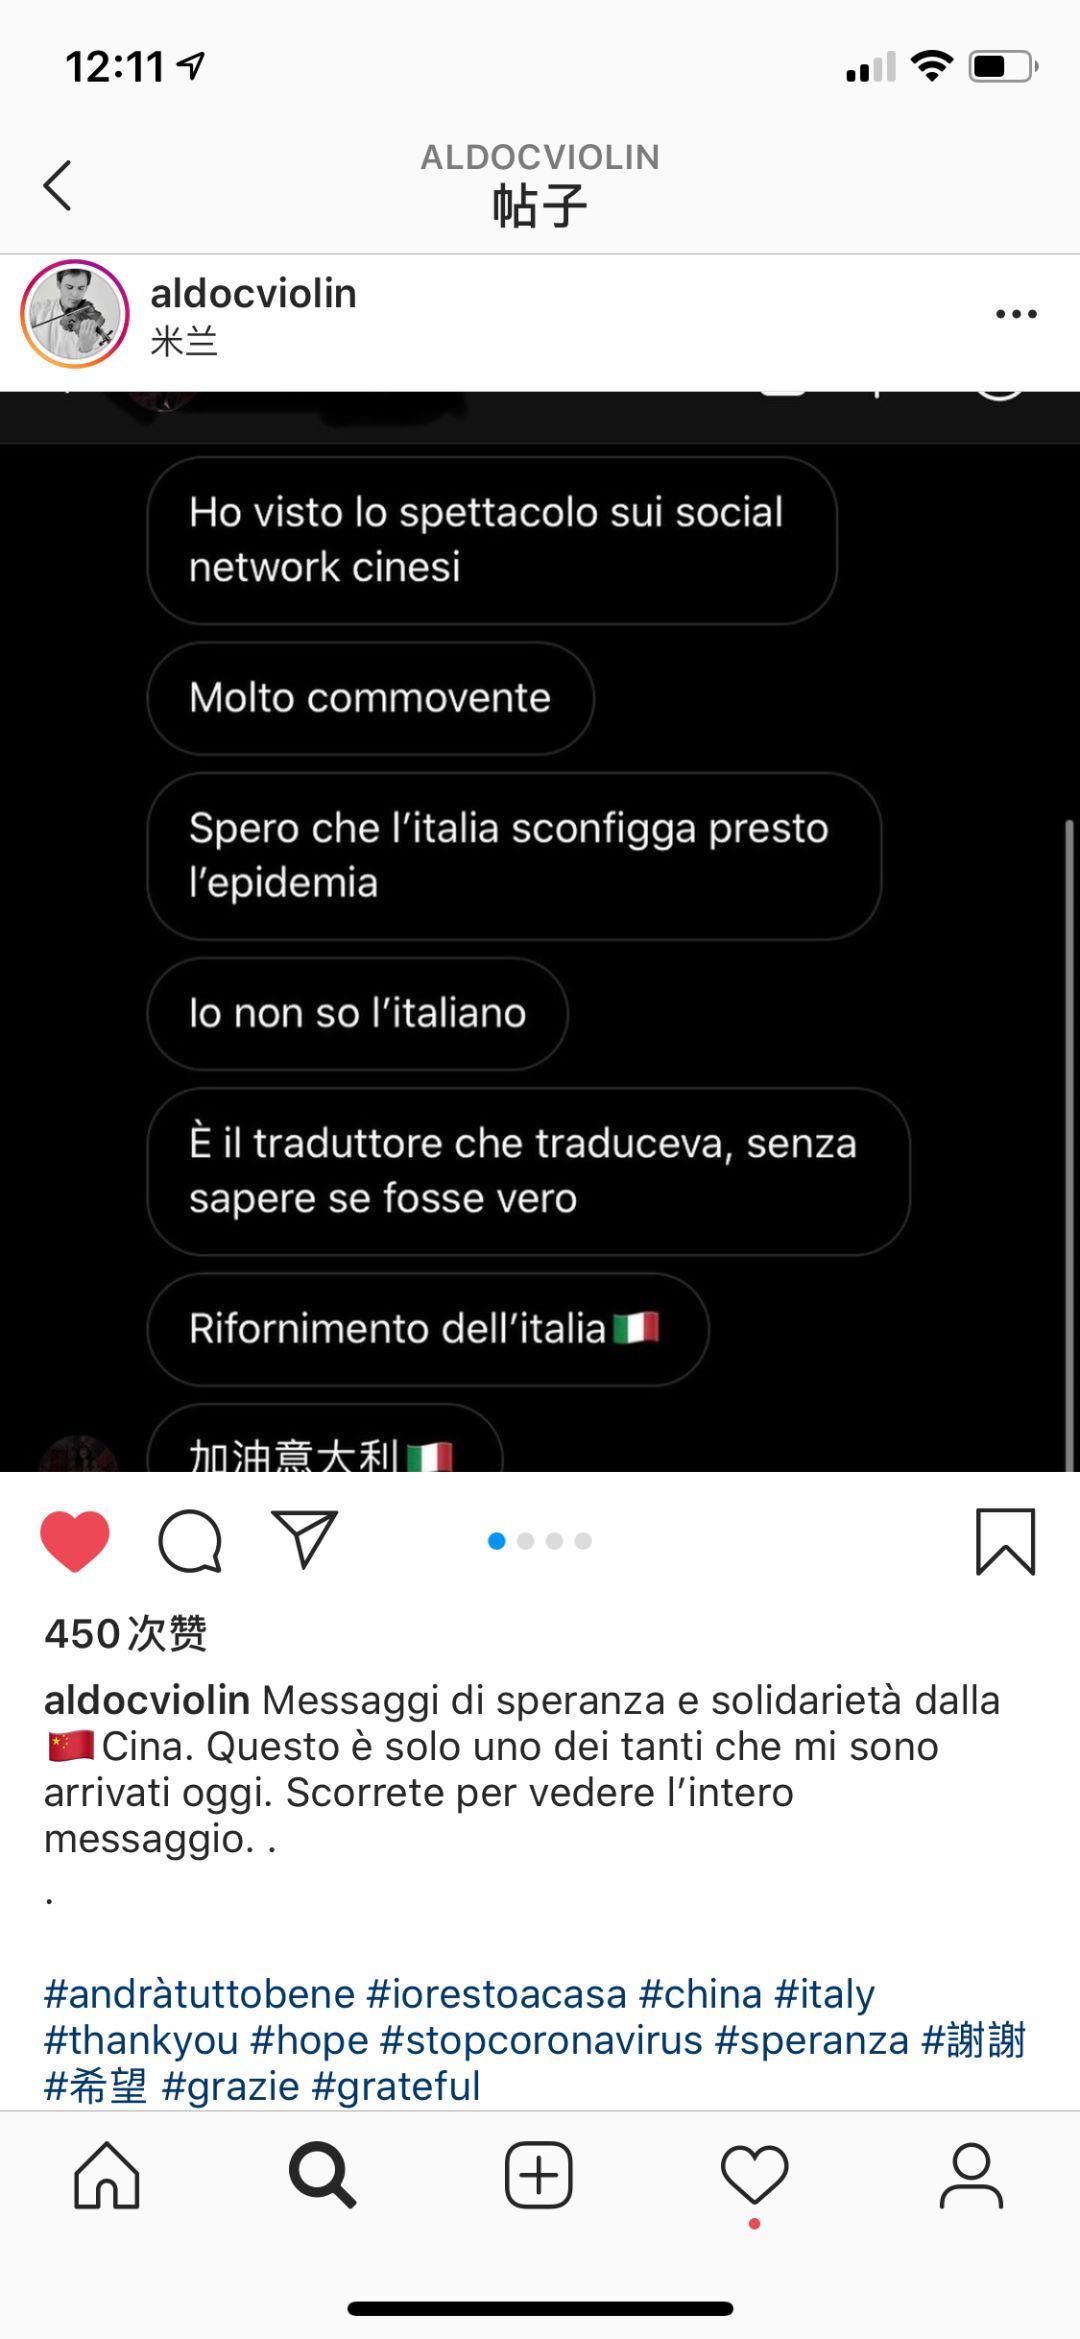 12:11
ALDOCVIOLIN
帖子
aldocviolin
米兰
Ho visto lo spettacolo sui social
network cinesi
Molto commovente
Spero che l'italia sconfigga presto
l'epidemia
Io non so l'italiano
È il traduttore che traduceva, senza
sapere se fosse vero
Rifornimento dell'italia🇮🇹
加油意大利🇮🇹
450次赞
aldocviolin Messaggi di speranza e solidarietà dalla
🇨🇳Cina. Questo è solo uno dei tanti che mi sono
arrivati oggi. Scorrete per vedere l'intero
messaggio. .
.
#andràtuttobene #iorestoacasa #china #italy
#thankyou #hope #stopcoronavirus #speranza #謝謝
#希望 #grazie #grateful